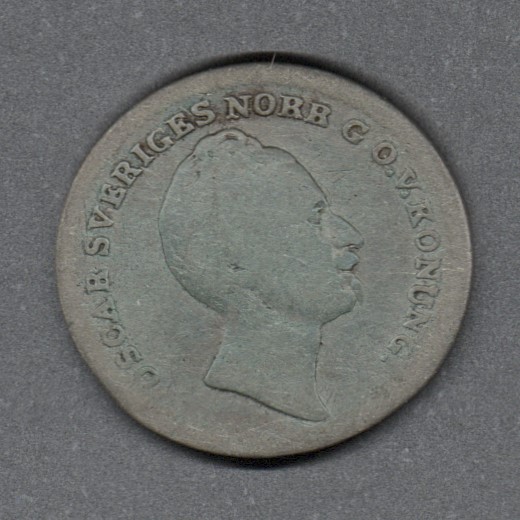 OSCAR SVERIGES NORR G O. V. KONUNG.